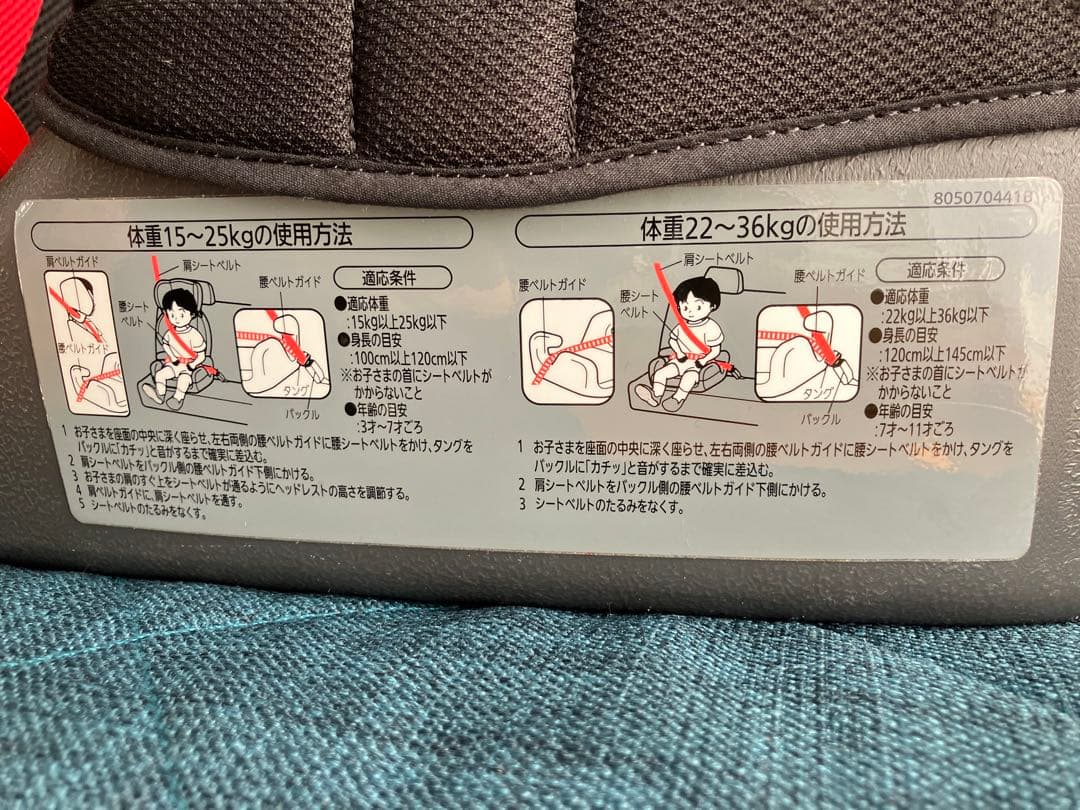 805070441B
体重15～25kgの使用方法
肩ベルトガイド
肩シートベルト
腰シート
ベルト
腰ベルトガイド
腰ベルトガイド
タング
バックル
適応条件
●適応体重
:15kg以上25kg以下
●身長の目安
:100cm以上120cm以下
※お子さまの首にシートベルトが
かからないこと
●年齢の目安
:3才～7才ごろ
1 お子さまを座面の中央に深く座らせ、左右両側の腰ベルトガイドに腰シートベルトをかけ、タングを
バックルに「カチッ」と音がするまで確実に差込む。
2 肩シートベルトをバックル側の腰ベルトガイド下側にかける。
3 お子さまの肩のすぐ上をシートベルトが通るようにヘッドレストの高さを調節する。
4 肩ベルトガイドに、肩シートベルトを通す。
5 シートベルトのたるみをなくす。
体重22～36kgの使用方法
腰ベルトガイド
肩シートベルト
腰シート
ベルト
腰ベルトガイド
タング
バックル
適応条件
●適応体重
:22kg以上36kg以下
●身長の目安
:120cm以上145cm以下
※お子さまの首にシートベルトが
かからないこと
●年齢の目安
:7才～11才ごろ
1 お子さまを座面の中央に深く座らせ、左右両側の腰ベルトガイドに腰シートベルトをかけ、タングを
バックルに「カチッ」と音がするまで確実に差込む。
2 肩シートベルトをバックル側の腰ベルトガイド下側にかける。
3 シートベルトのたるみをなくす。